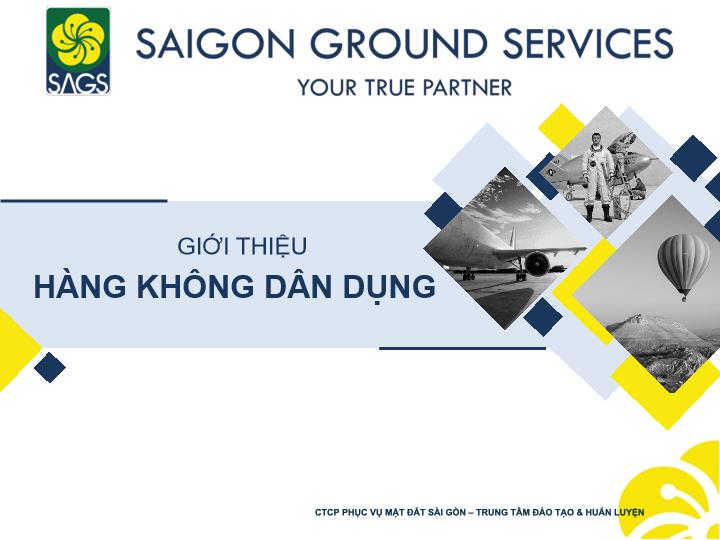 SAGS
SAIGON GROUND SERVICES
YOUR TRUE PARTNER
GIỚI THIỆU
HÀNG KHÔNG DÂN DỤNG
CTCP PHỤC VỤ MẶT ĐẤT SÀI GÒN – TRUNG TÂM ĐÀO TẠO & HUẤN LUYỆN